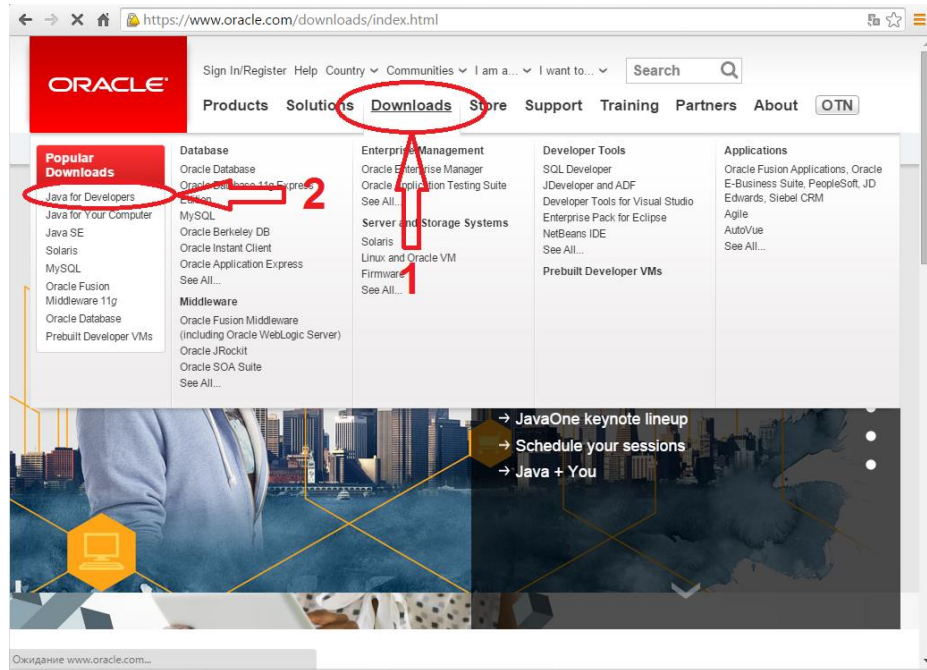 https://www.oracle.com/downloads/index.html
ORACLE
Sign In/Register Help Country Communities I am a... I want to... Search
Products Solutions Downloads Store Support Training Partners About OTN
Popular
Downloads
Java for Developers
Java for Your Computer
Java SE
Solaris
MySQL
Oracle Fusion
Middleware 11g
Oracle Database
Prebuilt Developer VMs
Database
Oracle Database
Oracle Database 11g Express
Edition
MySQL
Oracle Berkeley DB
Oracle Instant Client
Oracle Application Express
See All...
Middleware
Oracle Fusion Middleware
(including Oracle WebLogic Server)
Oracle JRockit
Oracle SOA Suite
See All...
2
Enterprise Management
Oracle Enterprise Manager
Oracle Application Testing Suite
See All...
Server and Storage Systems
Solaris
Linux and Oracle VM
Firmware
See All...
1
Developer Tools
SQL Developer
JDeveloper and ADF
Developer Tools for Visual Studio
Enterprise Pack for Eclipse
NetBeans IDE
See All...
Prebuilt Developer VMs
Applications
Oracle Fusion Applications, Oracle
E-Business Suite, PeopleSoft, JD
Edwards, Siebel CRM
Agile
AutoVue
See All...
→ JavaOne keynote lineup
→ Schedule your sessions
→ Java + You
Ожидание www.oracle.com...